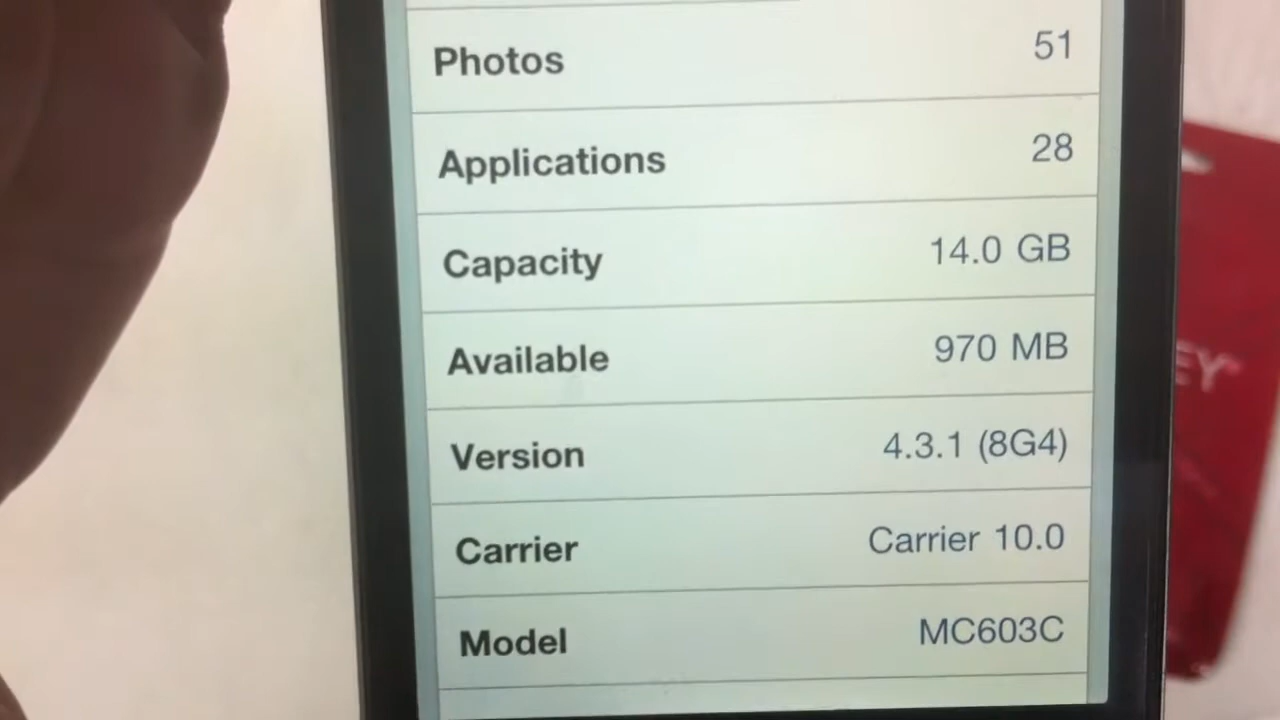 Photos 51
Applications 28
Capacity 14.0 GB
Available 970 MB
Version 4.3.1 (8G4)
Carrier Carrier 10.0
Model MC603C
EY